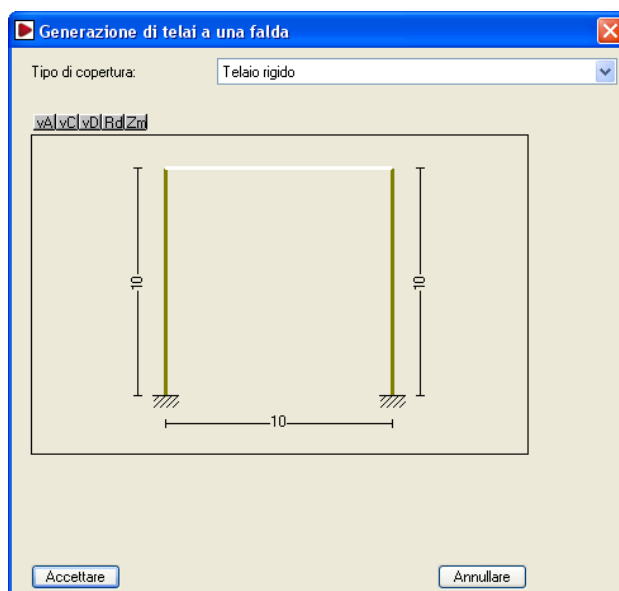 Generazione di telai a una falda
Tipo di copertura: Telaio rigido
vA vC vD Rd Zm
10 10
10
Accettare Annullare